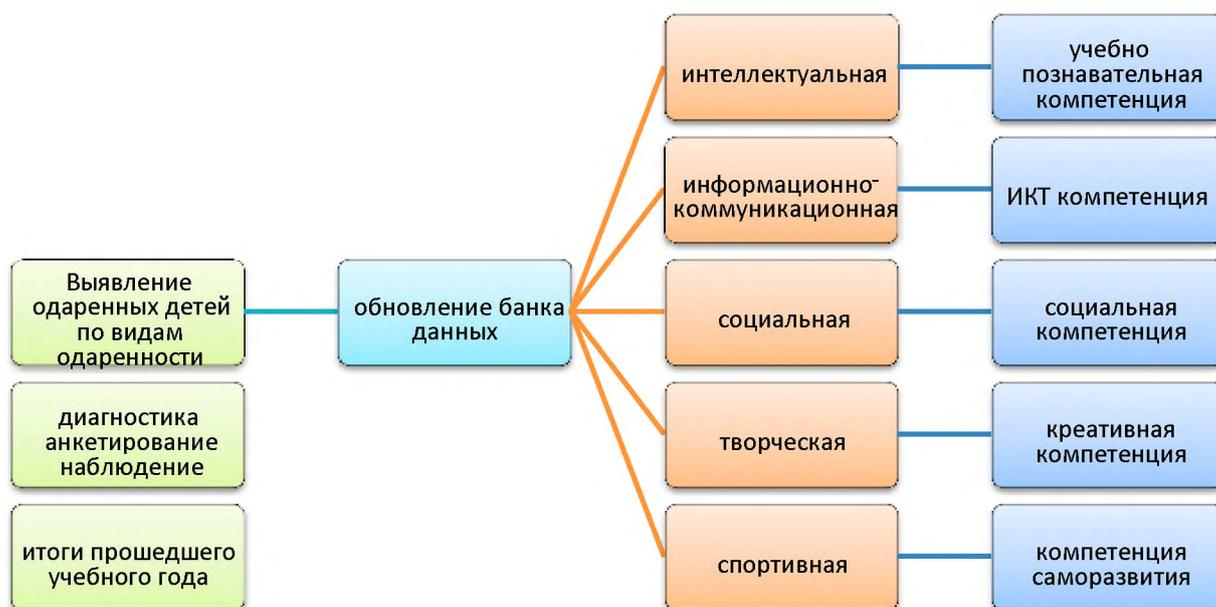 Выявление
одаренных детей
по видам
одаренности
диагностика
анкетирование
наблюдение
итоги прошедшего
учебного года
обновление банка
данных
интеллектуальная
информационно-
коммуникационная
социальная
творческая
спортивная
учебно
познавательная
компетенция
ИКТ компетенция
социальная
компетенция
креативная
компетенция
компетенция
саморазвития